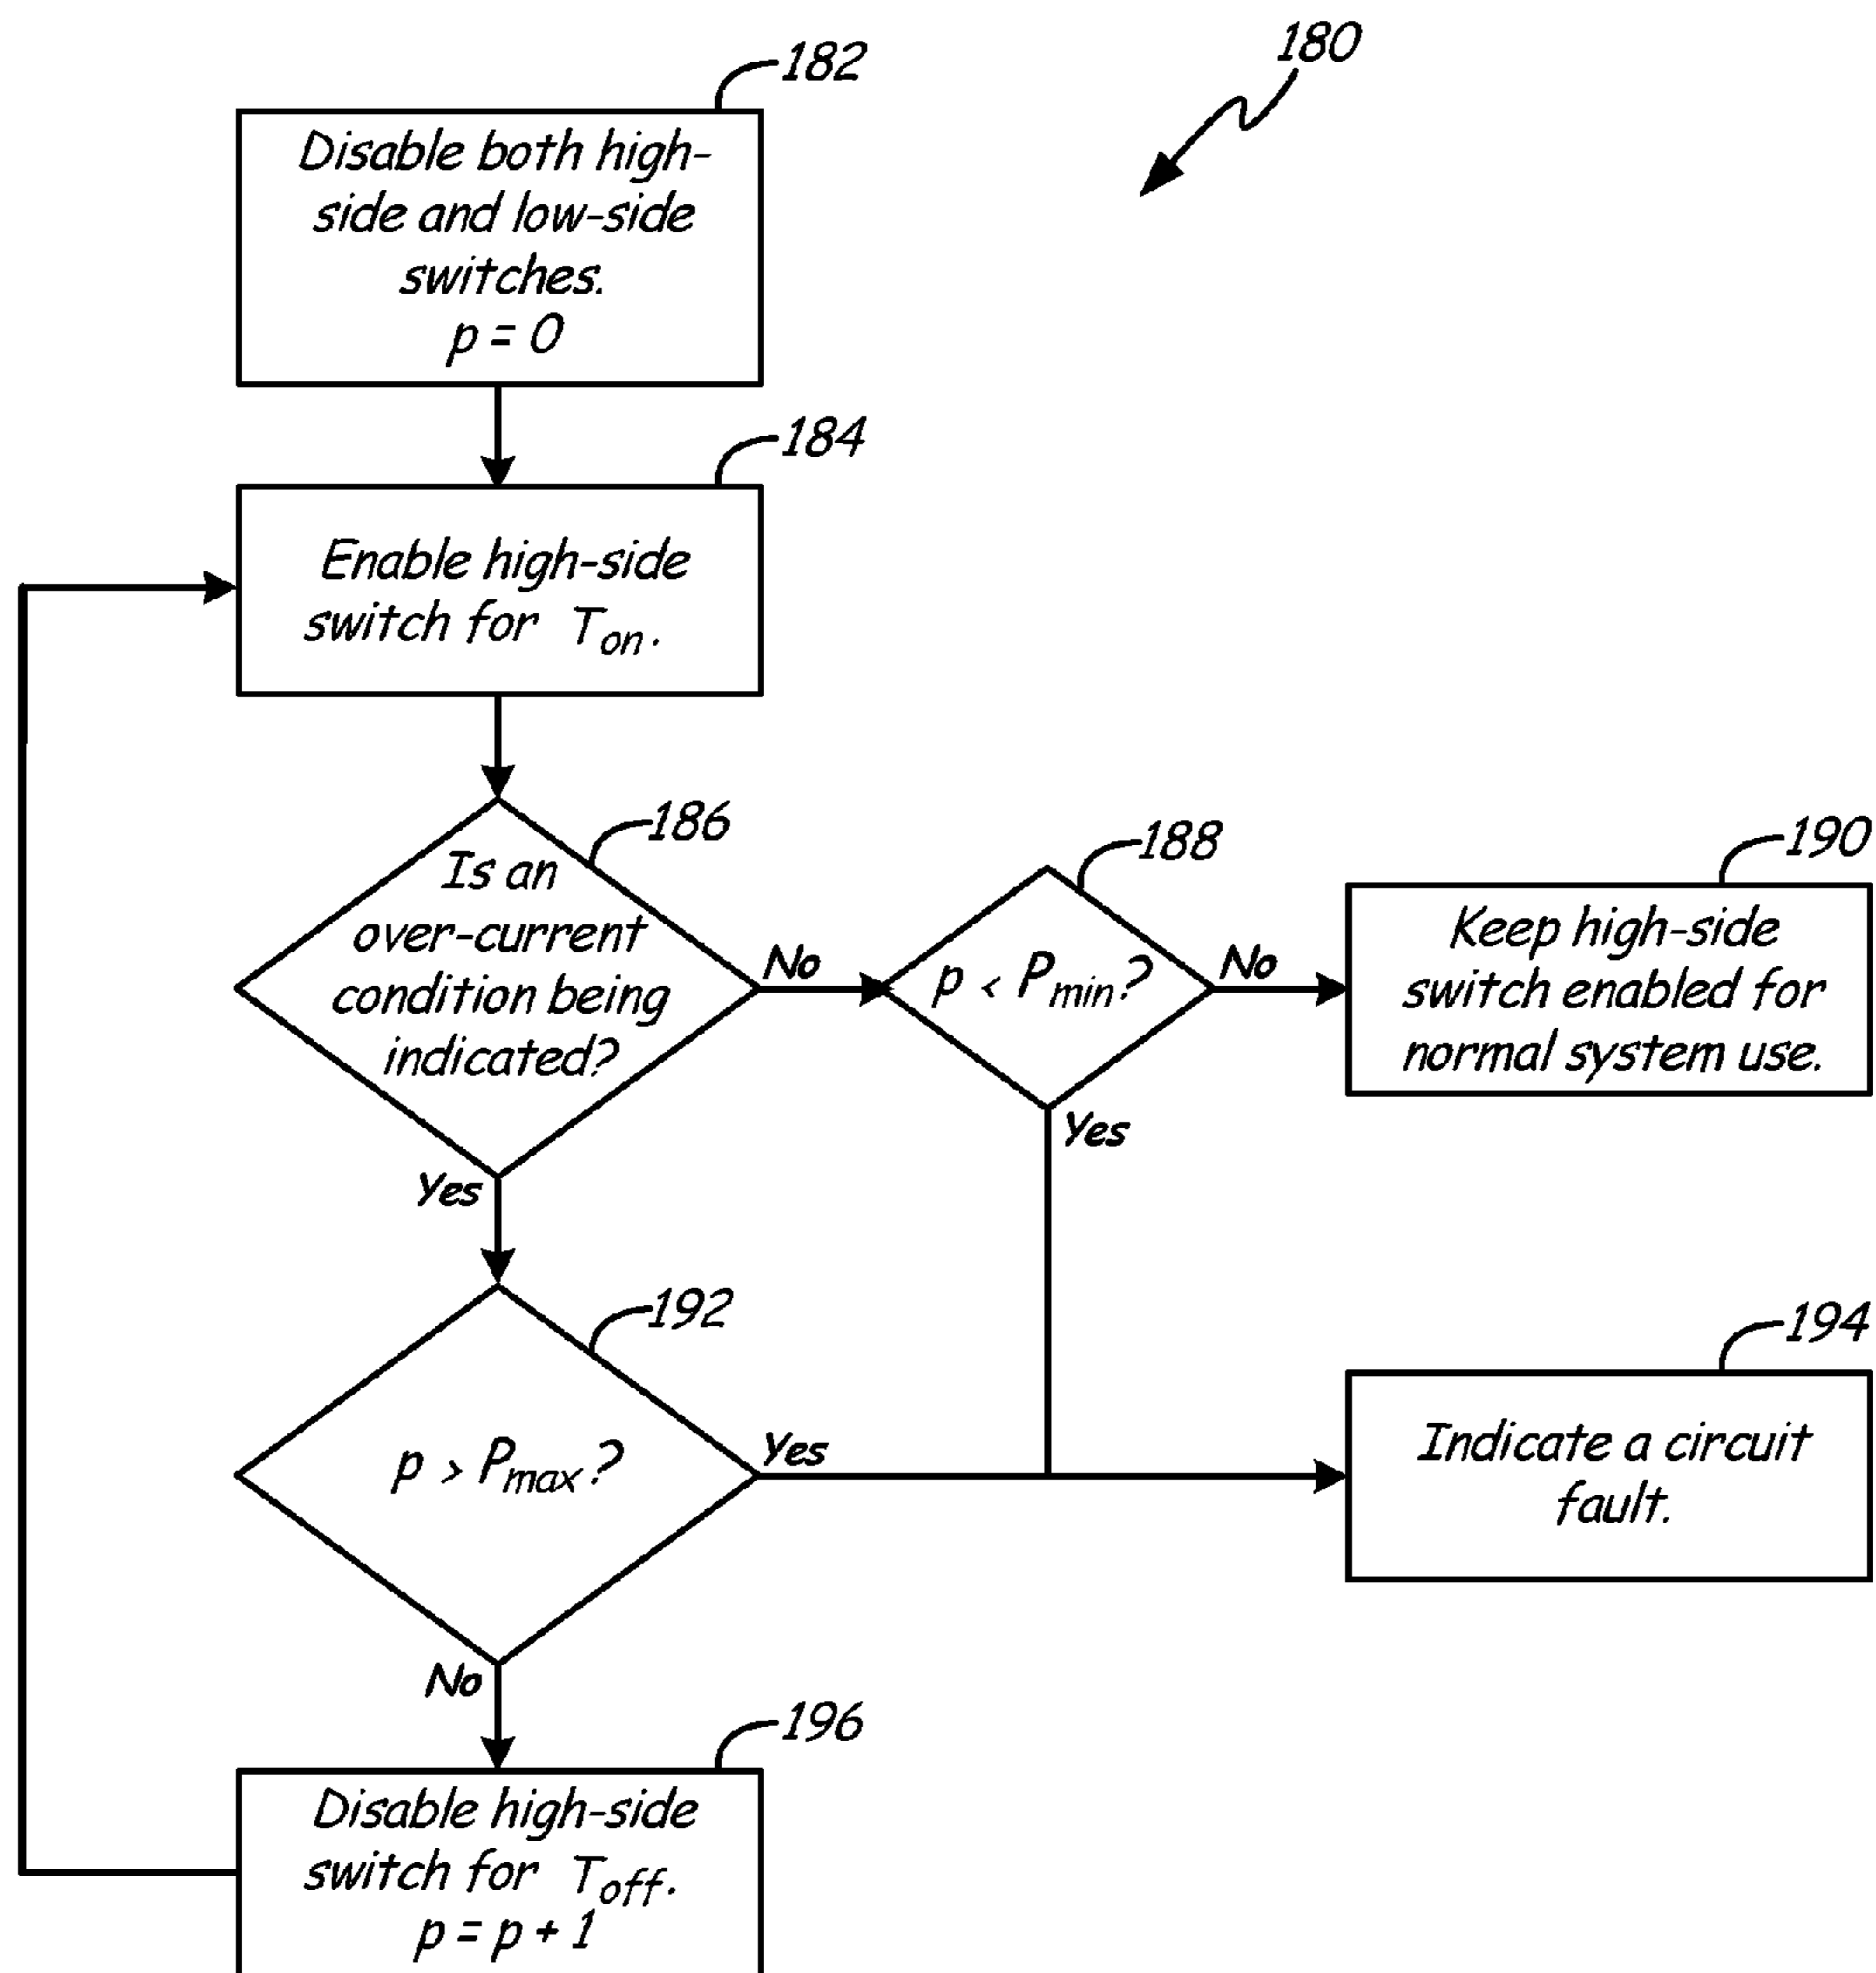 180
182
Disable both high-
side and low-side
switches.
p = 0
184
Enable high-side
switch for Ton.
186
Is an
over-current
condition being
indicated?
No
Yes
188
p < Pmin?
No
Yes
190
Keep high-side
switch enabled for
normal system use.
192
p > Pmax?
Yes
No
194
Indicate a circuit
fault.
196
Disable high-side
switch for Toff.
p = p + 1